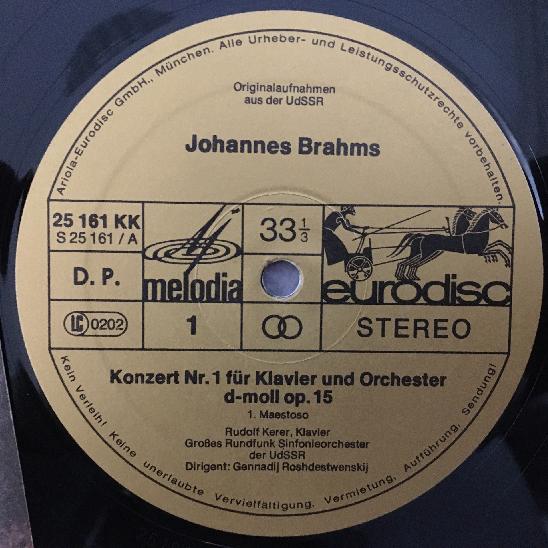 Ariola-Eurodisc GmbH., München. Alle Urheber- und Leistungsschutzrechte vorbehalten.
Originalaufnahmen
aus der UdSSR
Johannes Brahms
25 161 KK
S 25 161 / A
33 1/3
D. P.
melodia
eurodisc
LC 0202
1
STEREO
Konzert Nr. 1 für Klavier und Orchester
d-moll op. 15
1. Maestoso
Rudolf Kerer, Klavier
Großes Rundfunk Sinfonieorchester
der UdSSR
Dirigent: Gennadij Roshdestwenskij
Kein Verleih! Keine unerlaubte Vervielfältigung, Vermietung, Aufführung, Sendung!